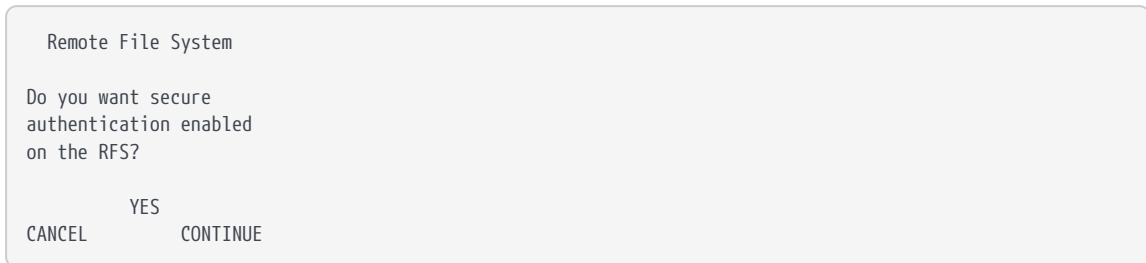 Remote File System
Do you want secure
authentication enabled
on the RFS?
YES
CANCEL CONTINUE